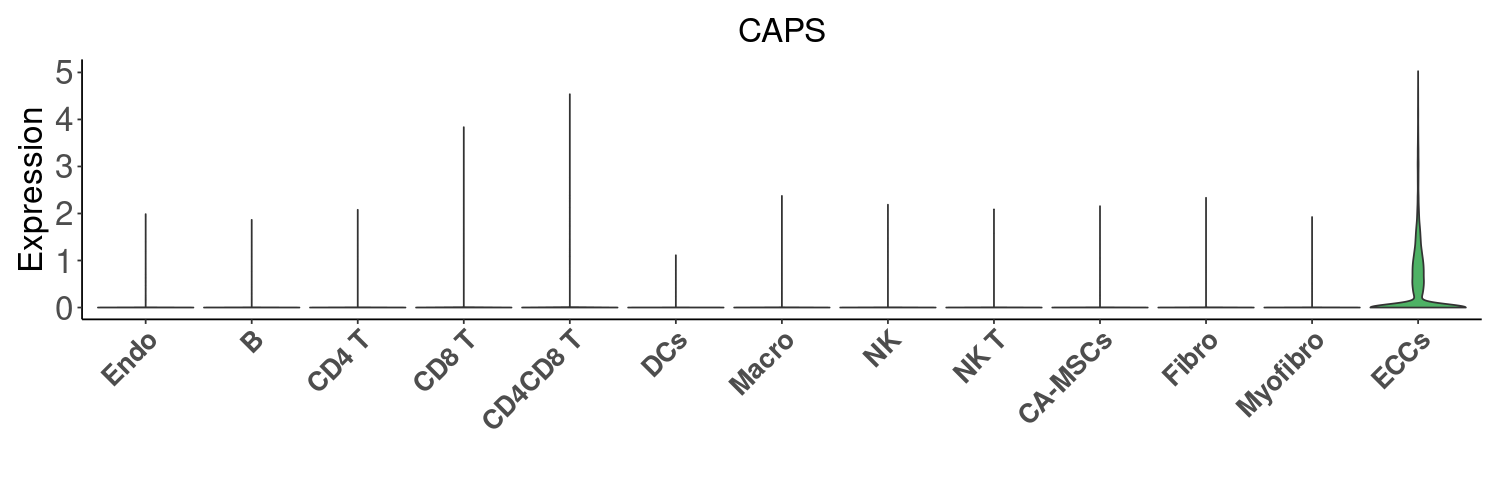 CAPS
Expression
5
4
3
2
1
0
Endo
B
CD4 T
CD8 T
CD4CD8 T
DCs
Macro
NK
NK T
CA-MSCs
Fibro
Myofibro
ECCs